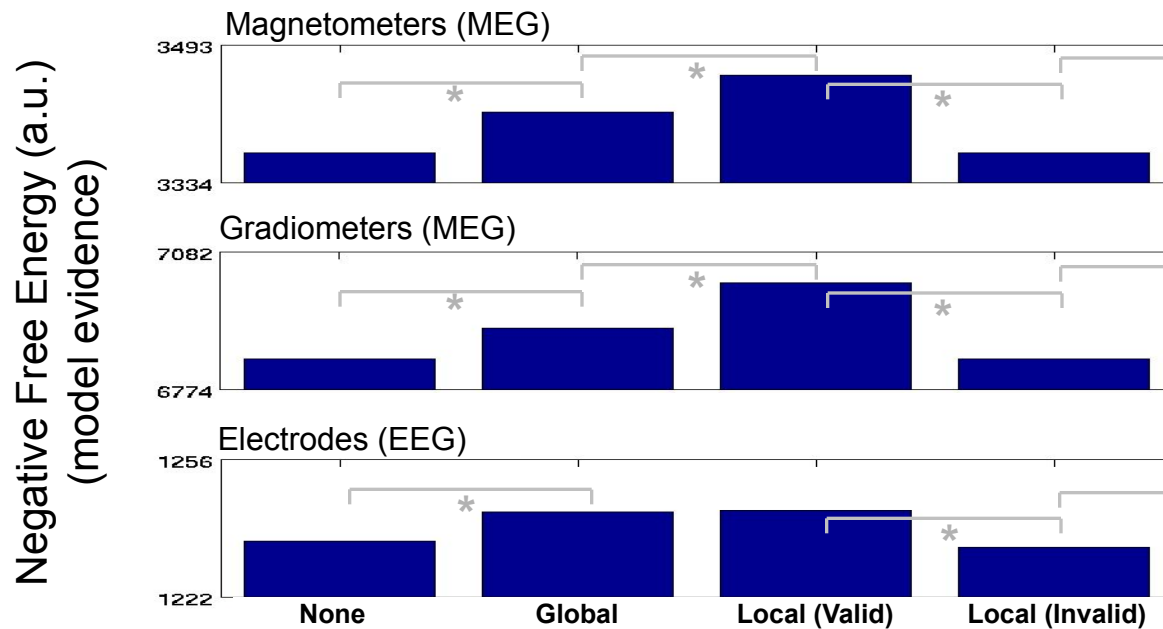 Negative Free Energy (a.u.)
(model evidence)
Magnetometers (MEG)
3493
*
*
*
3334
Gradiometers (MEG)
7082
*
*
*
6774
Electrodes (EEG)
1256
*
*
1222
None Global Local (Valid) Local (Invalid)